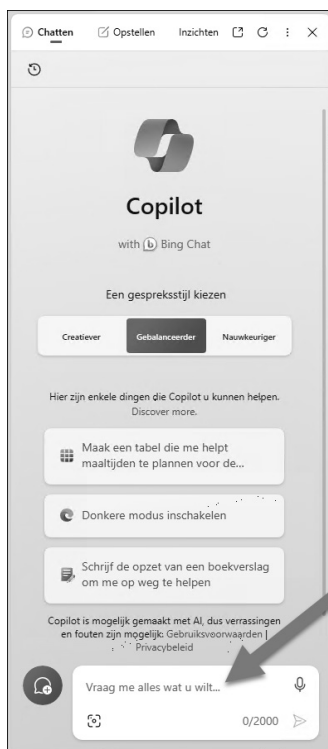 Chatten Opstellen Inzichten
Copilot
with b Bing Chat
Een gespreksstijl kiezen
Creatiever Gebalanceerder Nauwkeuriger
Hier zijn enkele dingen die Copilot u kunnen helpen.
Discover more.
Maak een tabel die me helpt
maaltijden te plannen voor de...
Donkere modus inschakelen
Schrijf de opzet van een boekverslag
om me op weg te helpen
Copilot is mogelijk gemaakt met AI, dus verrassingen
en fouten zijn mogelijk: Gebruiksvoorwaarden |
Privacybeleid
Vraag me alles wat u wilt...
0/2000